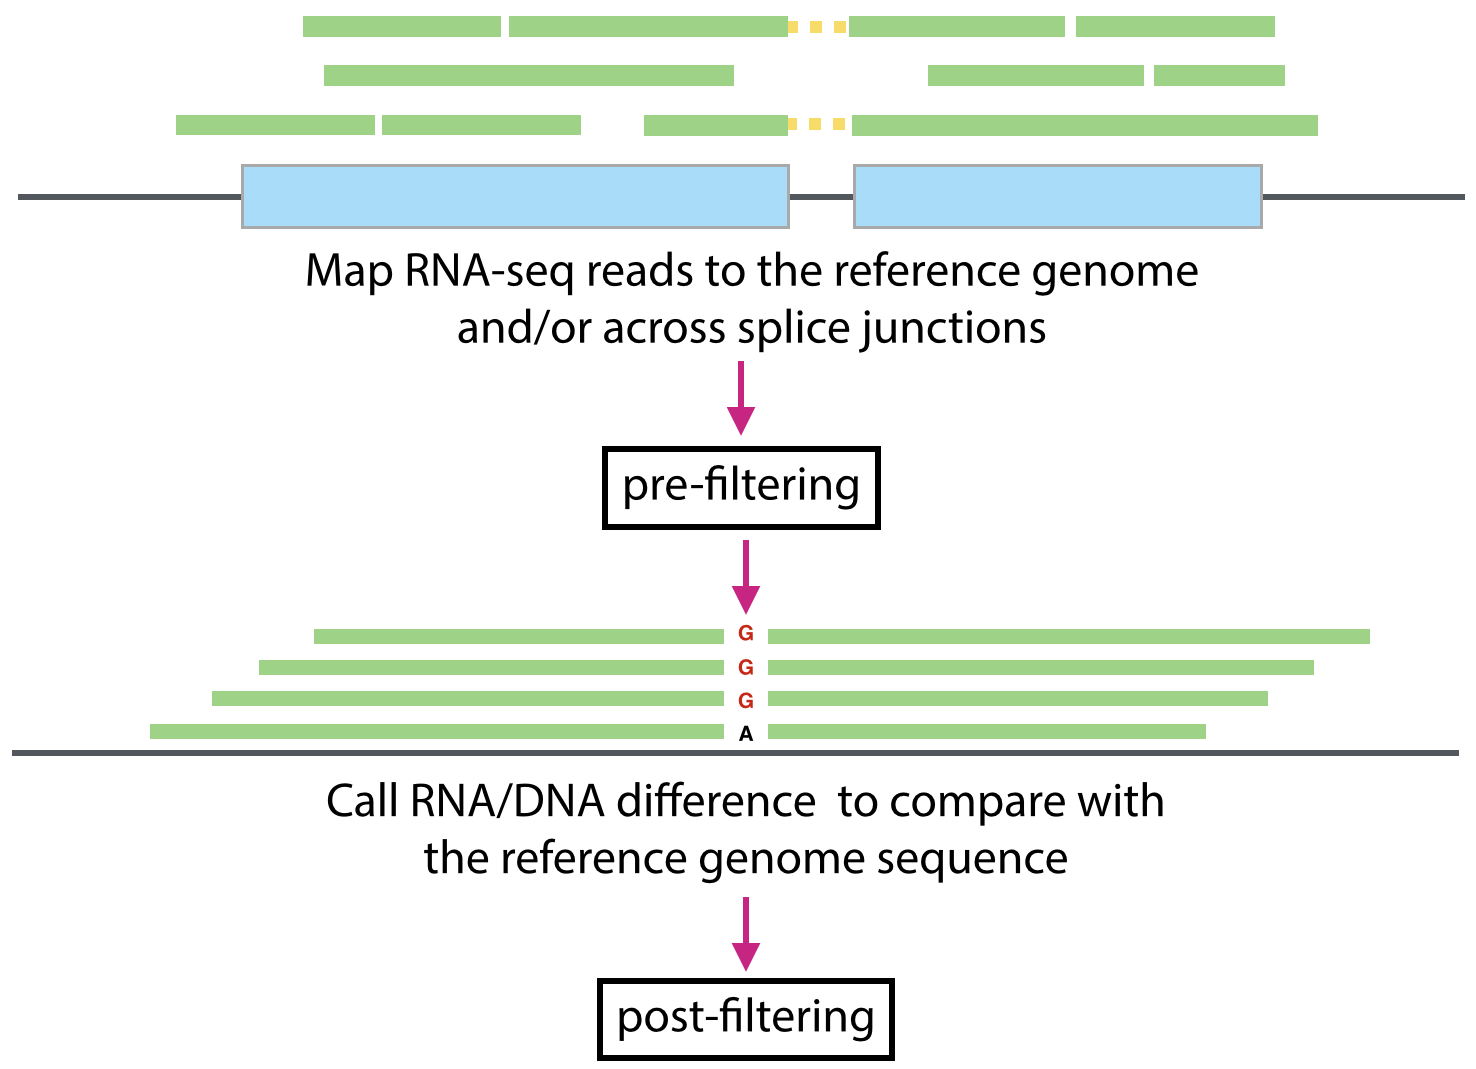 Map RNA-seq reads to the reference genome
and/or across splice junctions
pre-filtering
G
G
G
A
Call RNA/DNA difference  to compare with
the reference genome sequence
post-filtering